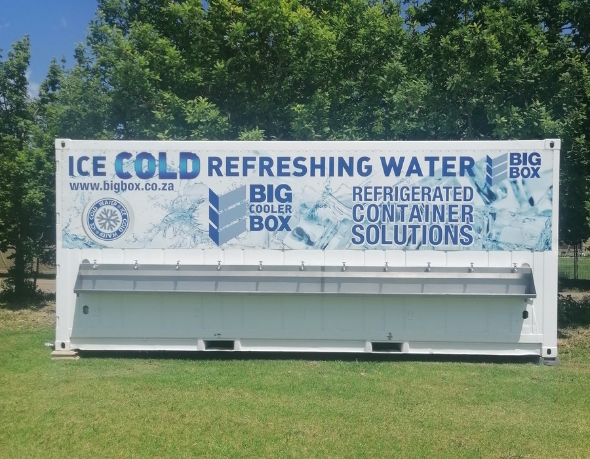 ICE COLD REFRESHING WATER
www.bigbox.co.za
BIG
BOX
BIG
COOLER
BOX
REFRIGERATED
CONTAINER
SOLUTIONS